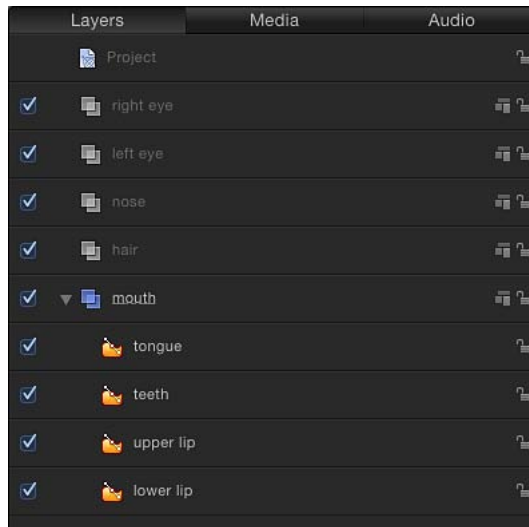 Layers Media Audio
Project
right eye
left eye
nose
hair
mouth
tongue
teeth
upper lip
lower lip